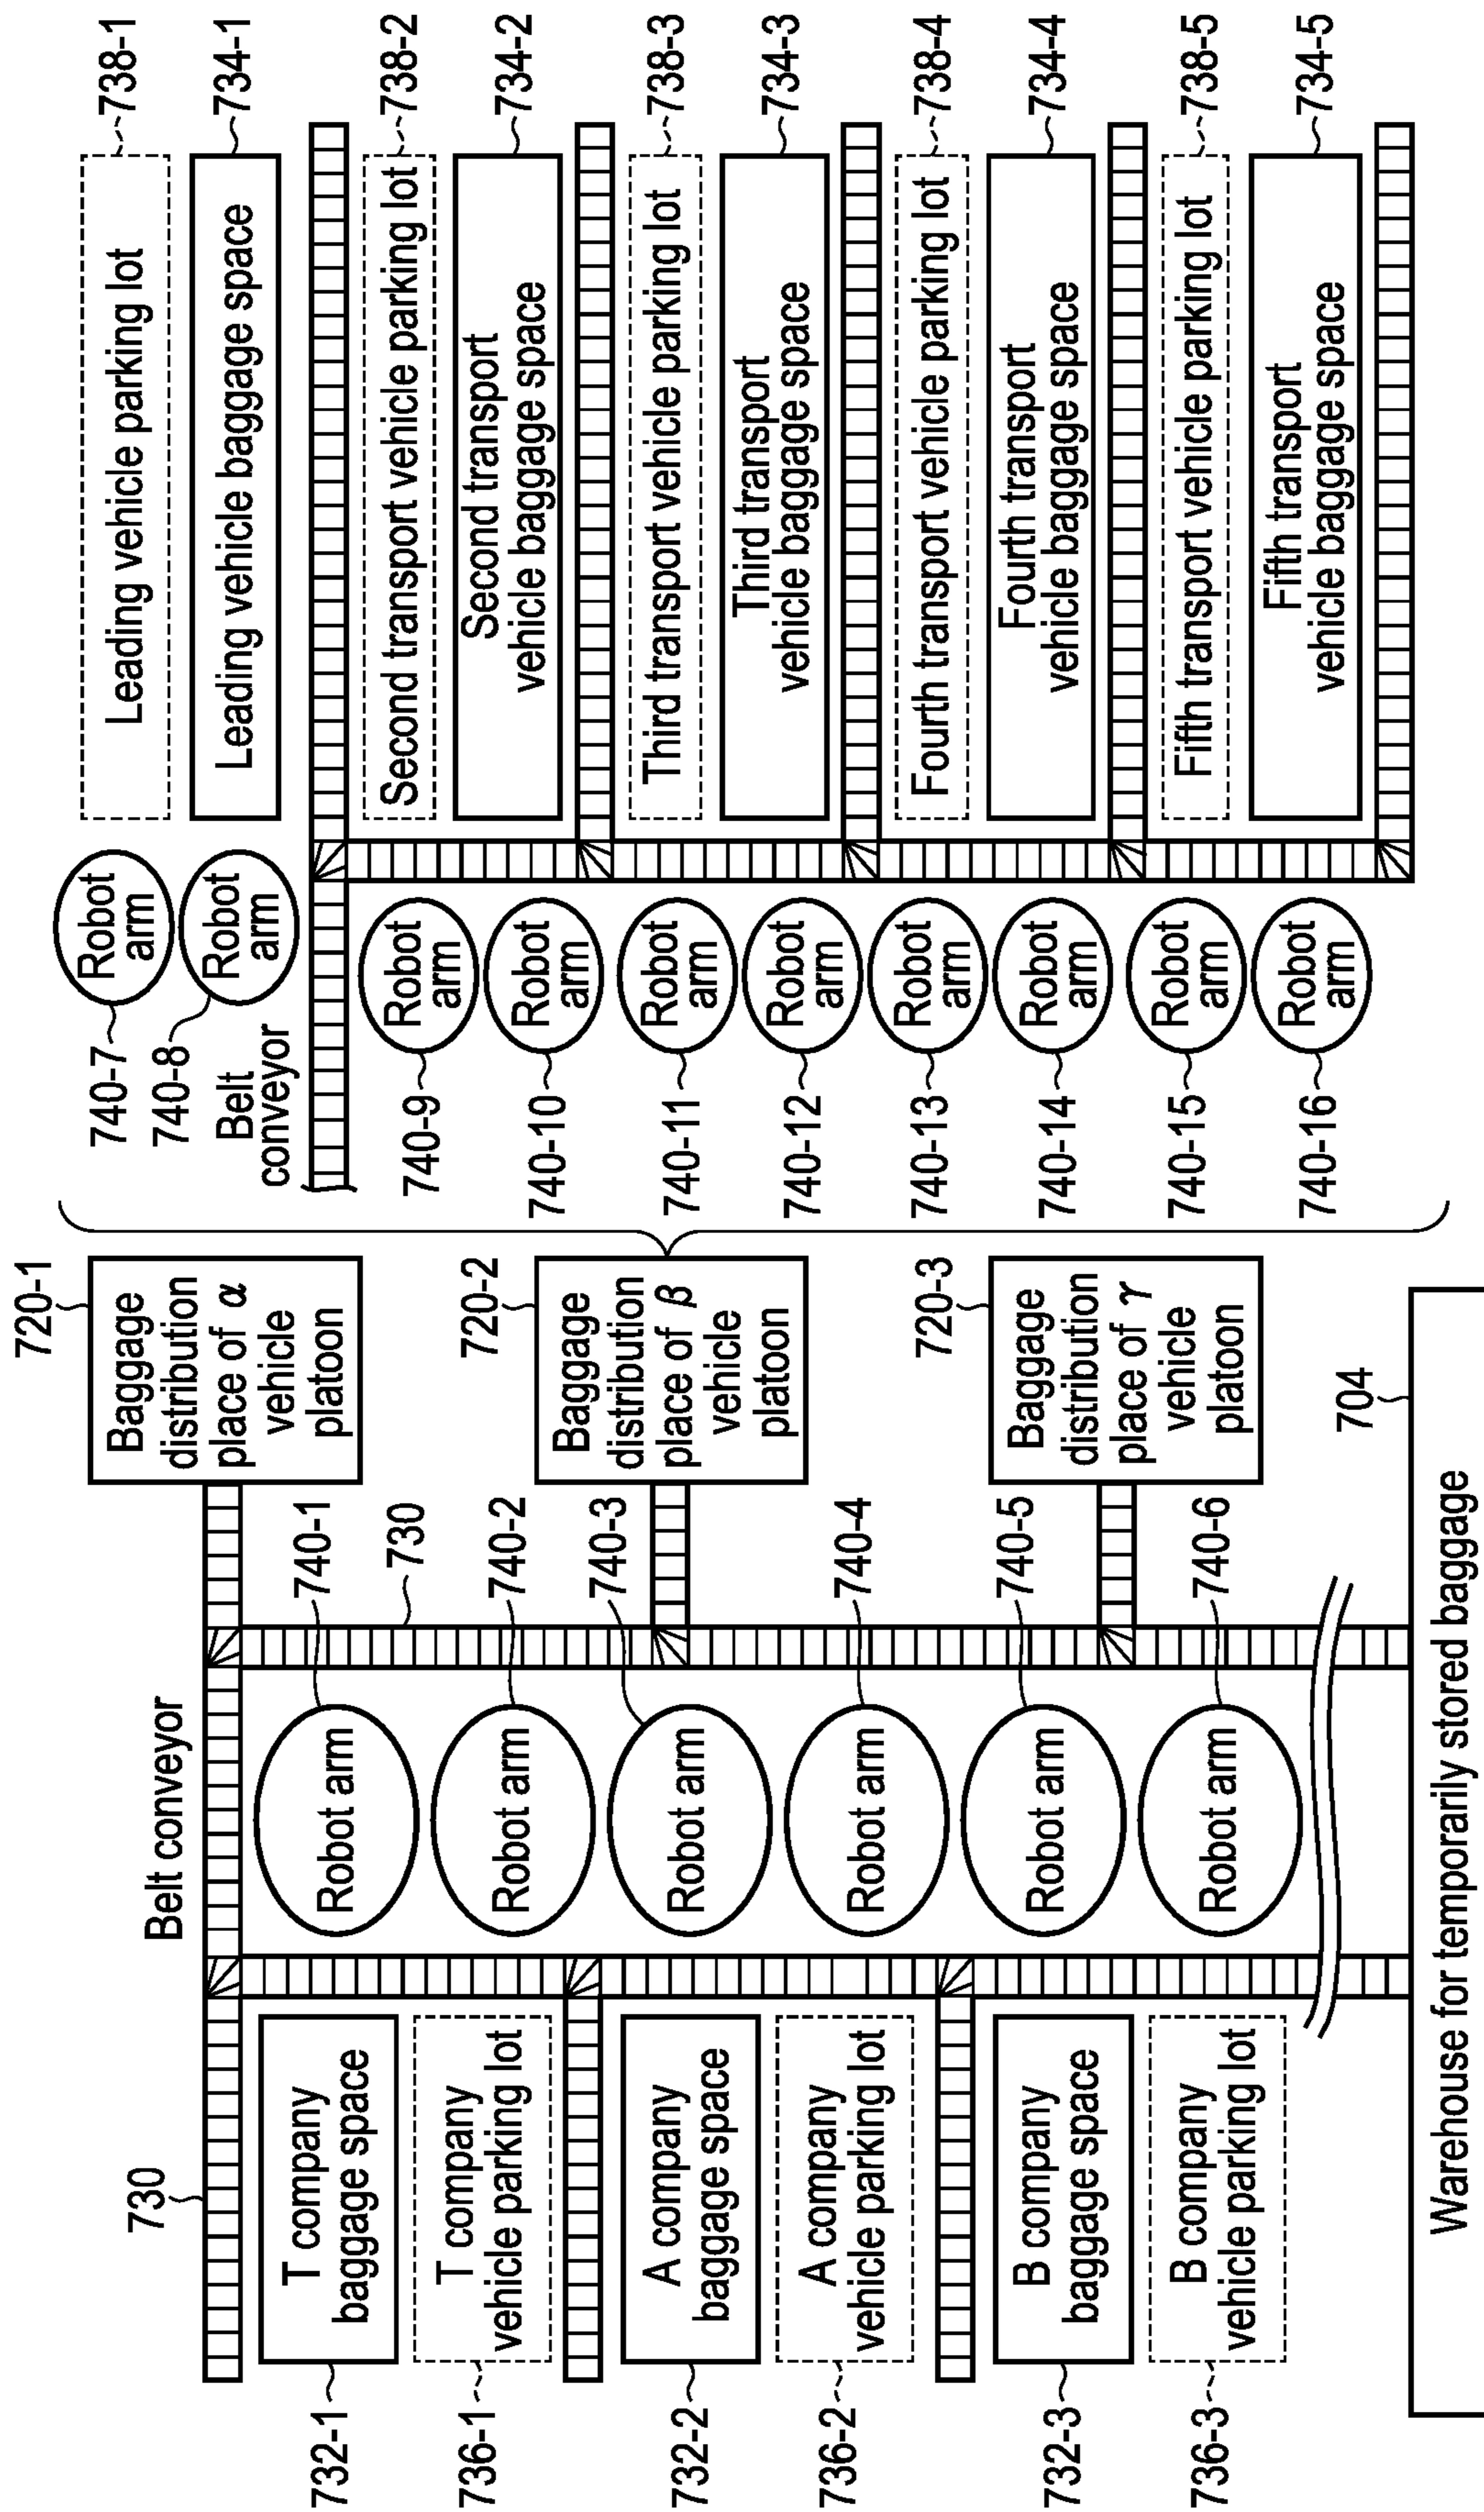 730
Belt conveyor
732-1
T company
baggage space
736-1
T company
vehicle parking lot
732-2
A company
baggage space
736-2
A company
vehicle parking lot
732-3
B company
baggage space
736-3
B company
vehicle parking lot
Robot arm
740-1
730
Robot arm
740-2
Robot arm
740-3
Robot arm
740-4
Robot arm
740-5
Robot arm
740-6
720-1
Baggage
distribution
place of α
vehicle
platoon
720-2
Baggage
distribution
place of β
vehicle
platoon
720-3
Baggage
distribution
place of γ
vehicle
platoon
704
Warehouse for temporarily stored baggage
740-7
Robot
arm
740-8
Robot
arm
Belt
conveyor
740-9
Robot
arm
740-10
Robot
arm
740-11
Robot
arm
740-12
Robot
arm
740-13
Robot
arm
740-14
Robot
arm
740-15
Robot
arm
740-16
Robot
arm
Leading vehicle parking lot
738-1
Leading vehicle baggage space
734-1
Second transport vehicle parking lot
738-2
Second transport
vehicle baggage space
734-2
Third transport vehicle parking lot
738-3
Third transport
vehicle baggage space
734-3
Fourth transport vehicle parking lot
738-4
Fourth transport
vehicle baggage space
734-4
Fifth transport vehicle parking lot
738-5
Fifth transport
vehicle baggage space
734-5